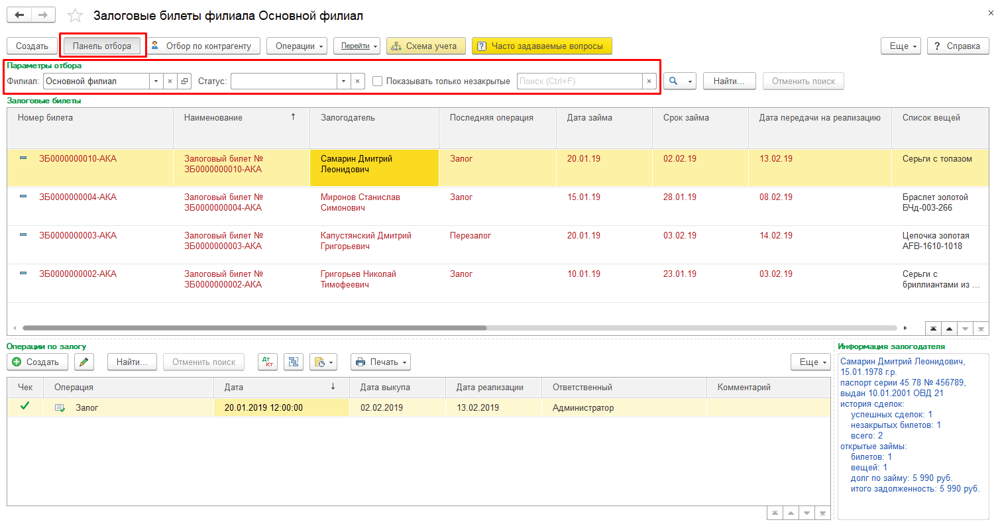 Залоговые билеты филиала Основной филиал
Создать Панель отбора Отбор по контрагенту Операции Перейти Схема учета ? Часто задаваемые вопросы Еще ? Справка
Параметры отбора
Филиал: Основной филиал Статус: Показывать только незакрытые Поиск (Ctrl+F) Найти... Отменить поиск
Залоговые билеты
Номер билета Наименование Залогодатель Последняя операция Дата займа Срок займа Дата передачи на реализацию Список вещей
ЗБ0000000010-АКА Залоговый билет № Самарин Дмитрий Залог 20.01.19 02.02.19 13.02.19 Серьги с топазом
ЗБ0000000010-АКА Леонидович
ЗБ0000000004-АКА Залоговый билет № Миронов Станислав Залог 15.01.19 28.01.19 08.02.19 Браслет золотой
ЗБ0000000004-АКА Симонович БЧд-003-266
ЗБ0000000003-АКА Залоговый билет № Капустянский Дмитрий Перезалог 20.01.19 03.02.19 14.02.19 Цепочка золотая
ЗБ0000000003-АКА Григорьевич AFB-1610-1018
ЗБ0000000002-АКА Залоговый билет № Григорьев Николай Залог 10.01.19 23.01.19 03.02.19 Серьги с
ЗБ0000000002-АКА Тимофеевич бриллиантами из ...
Операции по залогу
Создать Найти... Отменить поиск Дт Кт Печать Еще
Чек Операция Дата Дата выкупа Дата реализации Ответственный Комментарий
Залог 20.01.2019 12:00:00 02.02.2019 13.02.2019 Администратор
Информация залогодателя
Самарин Дмитрий Леонидович,
15.01.1978 г.р.
паспорт серии 45 78 № 456789,
выдан 10.01.2001 ОВД 21
история сделок:
успешных сделок: 1
незакрытых билетов: 1
всего: 2
открытые займы:
билетов: 1
вещей: 1
долг по займу: 5 990 руб.
итого задолженность: 5 990 руб.